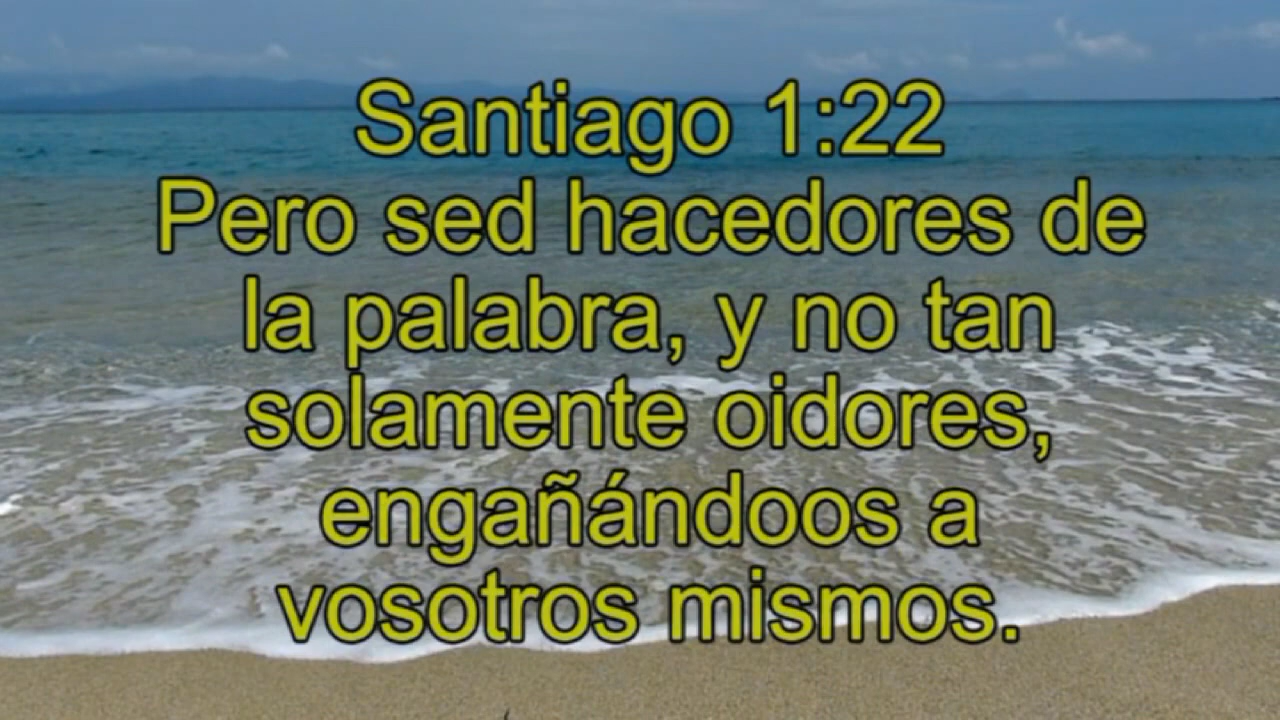 Santiago 1:22
Pero sed hacedores de
la palabra, y no tan
solamente oidores,
engañándoos a
vosotros mismos.